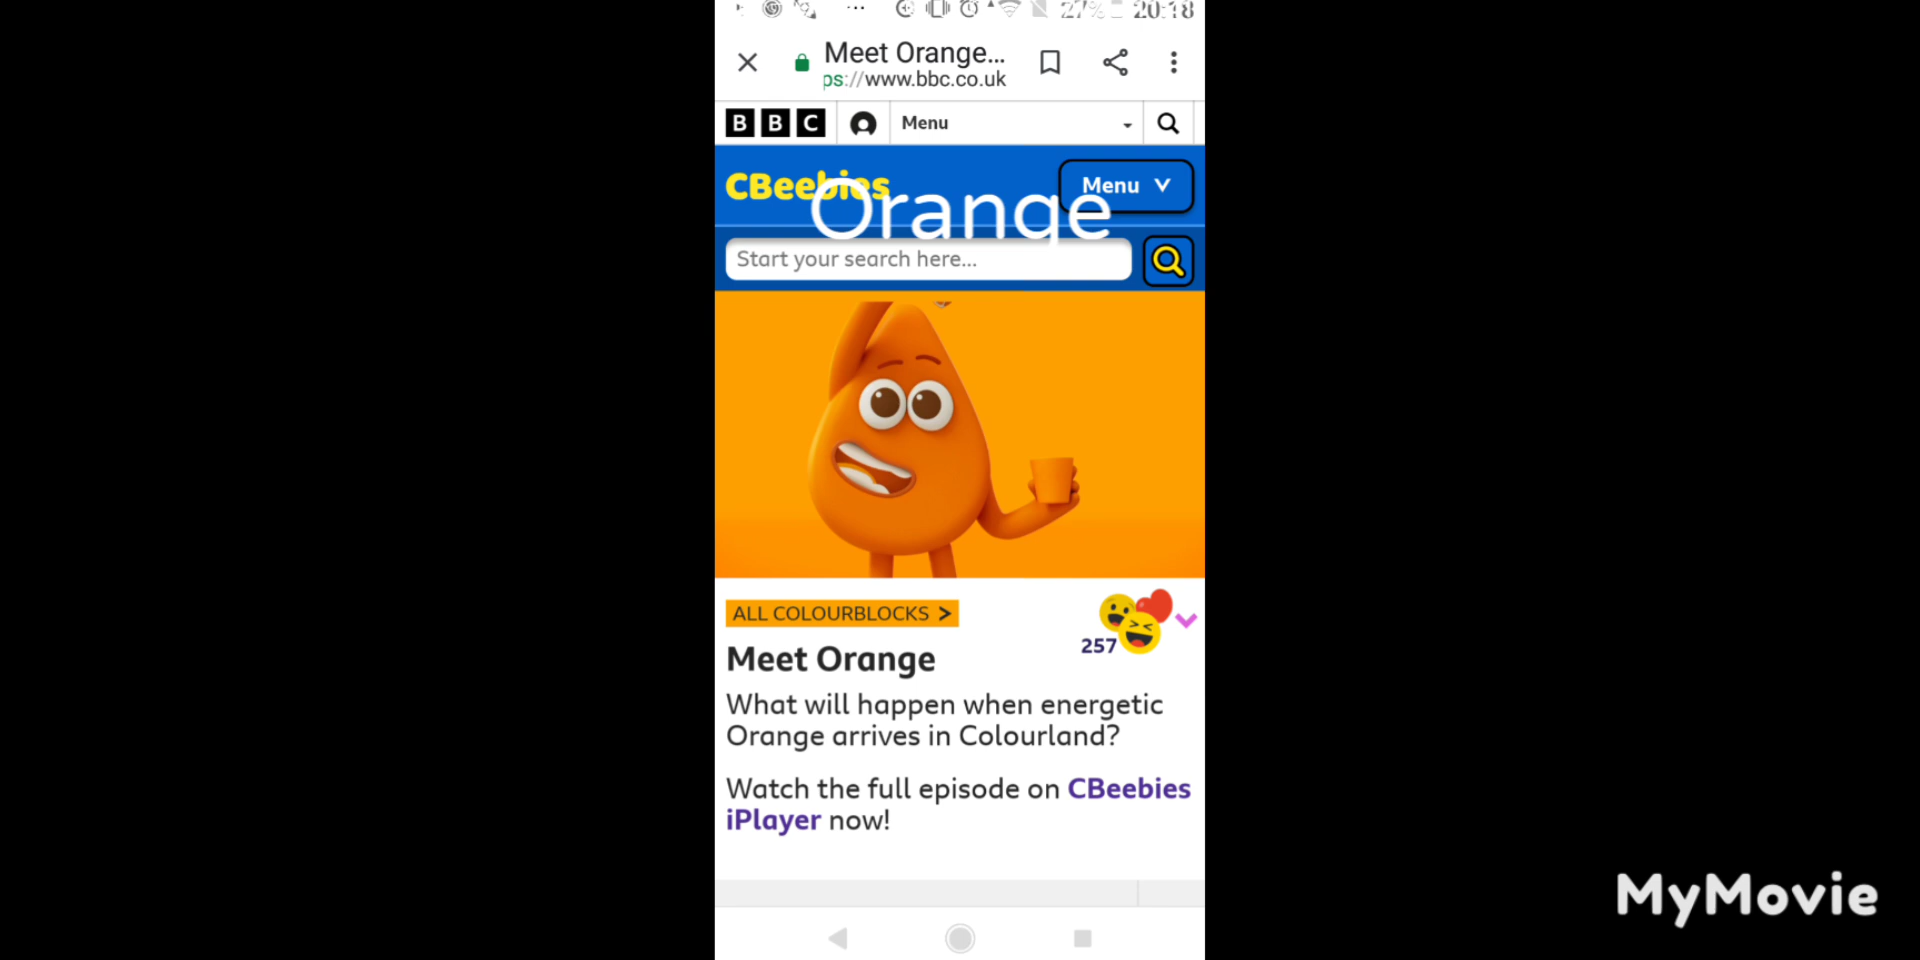 27% 20:18
Meet Orange...
ps://www.bbc.co.uk
BBC
Menu
CBeebies
Menu
Orange
Start your search here...
ALL COLOURBLOCKS >
257
Meet Orange
What will happen when energetic
Orange arrives in Colourland?
Watch the full episode on CBeebies
iPlayer now!
MyMovie